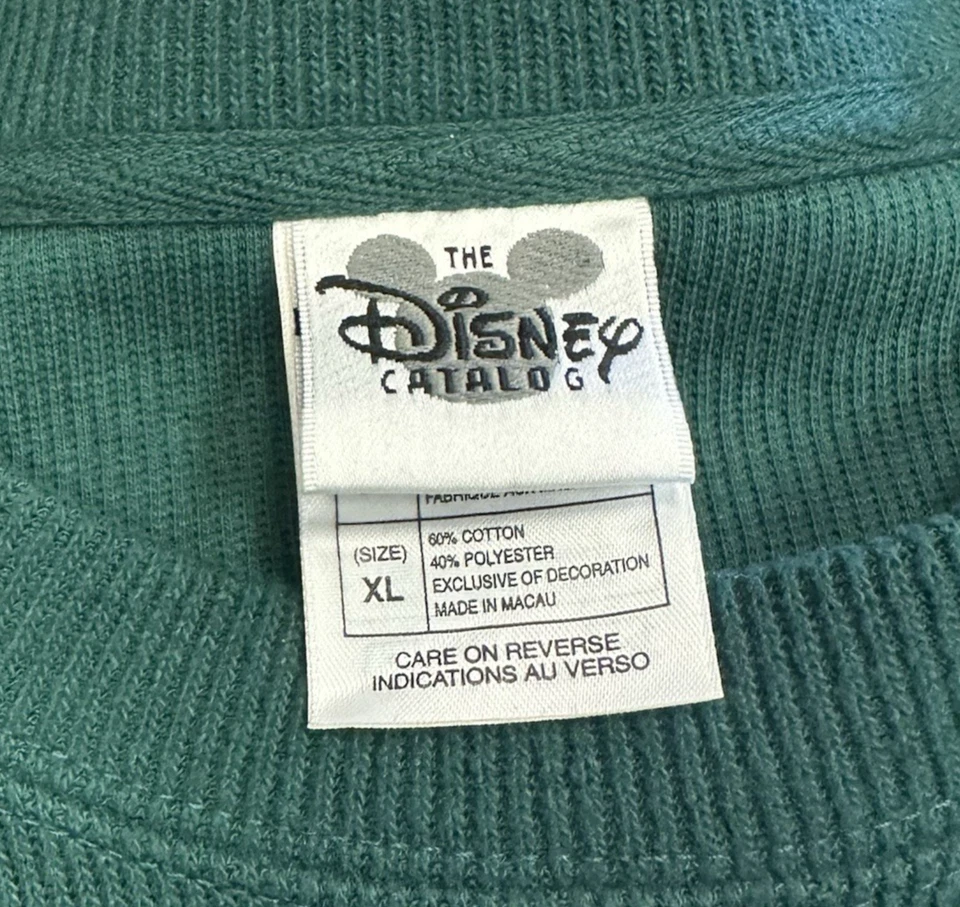 THE
DISNEY
CATALOG
FABRIQUÉ
60% COTTON
(SIZE)
40% POLYESTER
XL
EXCLUSIVE OF DECORATION
MADE IN MACAU
CARE ON REVERSE
INDICATIONS AU VERSO